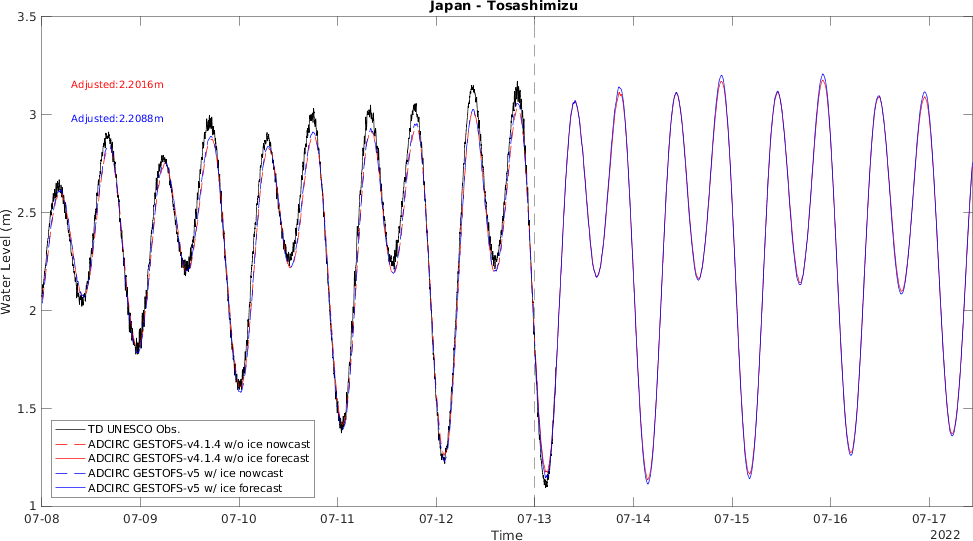 Japan - Tosashimizu
3.5
3
2.5
2
1.5
1
Water Level (m)
Adjusted:2.2016m
Adjusted:2.2088m
TD UNESCO Obs.
ADCIRC GESTOFS-v4.1.4 w/o ice nowcast
ADCIRC GESTOFS-v4.1.4 w/o ice forecast
ADCIRC GESTOFS-v5 w/ ice nowcast
ADCIRC GESTOFS-v5 w/ ice forecast
07-08 07-09 07-10 07-11 07-12 07-13 07-14 07-15 07-16 07-17
Time
2022